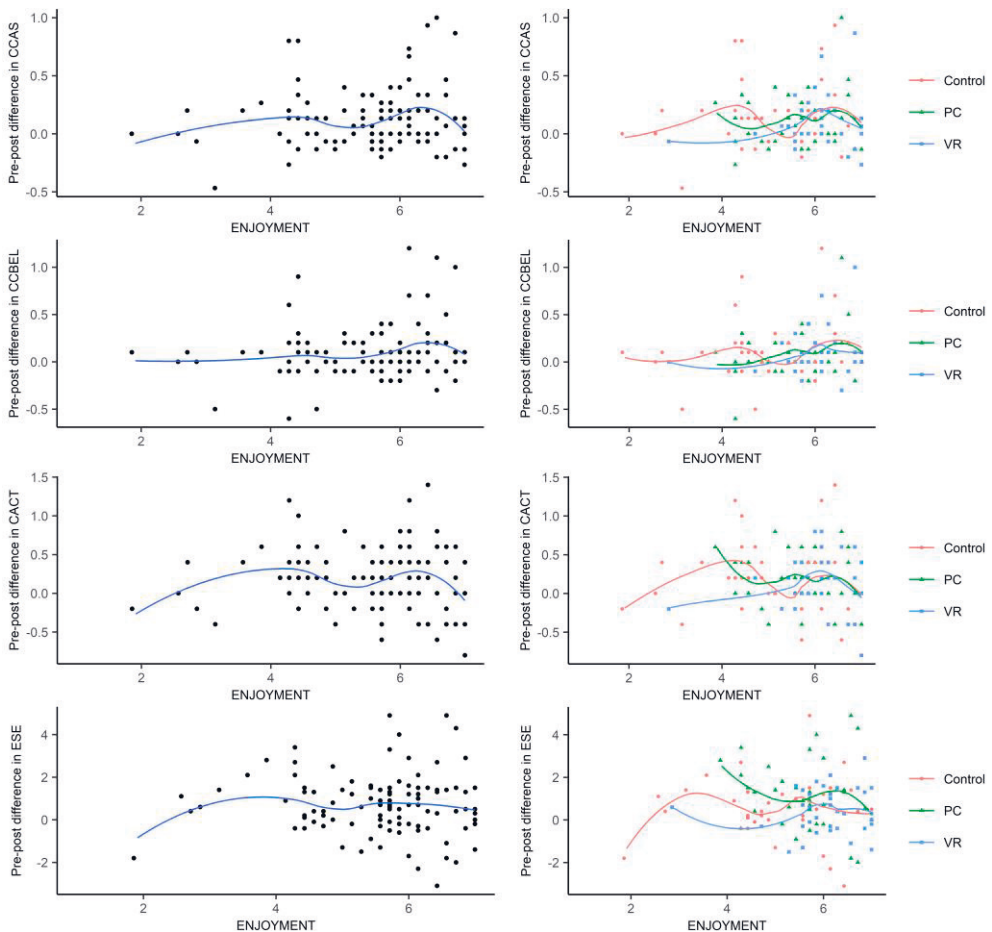 Pre-post difference in CCAS
1.0
0.5
0.0
-0.5
2
4
6
ENJOYMENT
Pre-post difference in CCAS
1.0
0.5
0.0
-0.5
2
4
6
ENJOYMENT
Control
PC
VR
Pre-post difference in CCBEL
1.0
0.5
0.0
-0.5
2
4
6
ENJOYMENT
Pre-post difference in CCBEL
1.0
0.5
0.0
-0.5
2
4
6
ENJOYMENT
Control
PC
VR
Pre-post difference in CACT
1.5
1.0
0.5
0.0
-0.5
2
4
6
ENJOYMENT
Pre-post difference in CACT
1.5
1.0
0.5
0.0
-0.5
2
4
6
ENJOYMENT
Control
PC
VR
Pre-post difference in ESE
4
2
0
-2
2
4
6
ENJOYMENT
Pre-post difference in ESE
4
2
0
-2
2
4
6
ENJOYMENT
Control
PC
VR